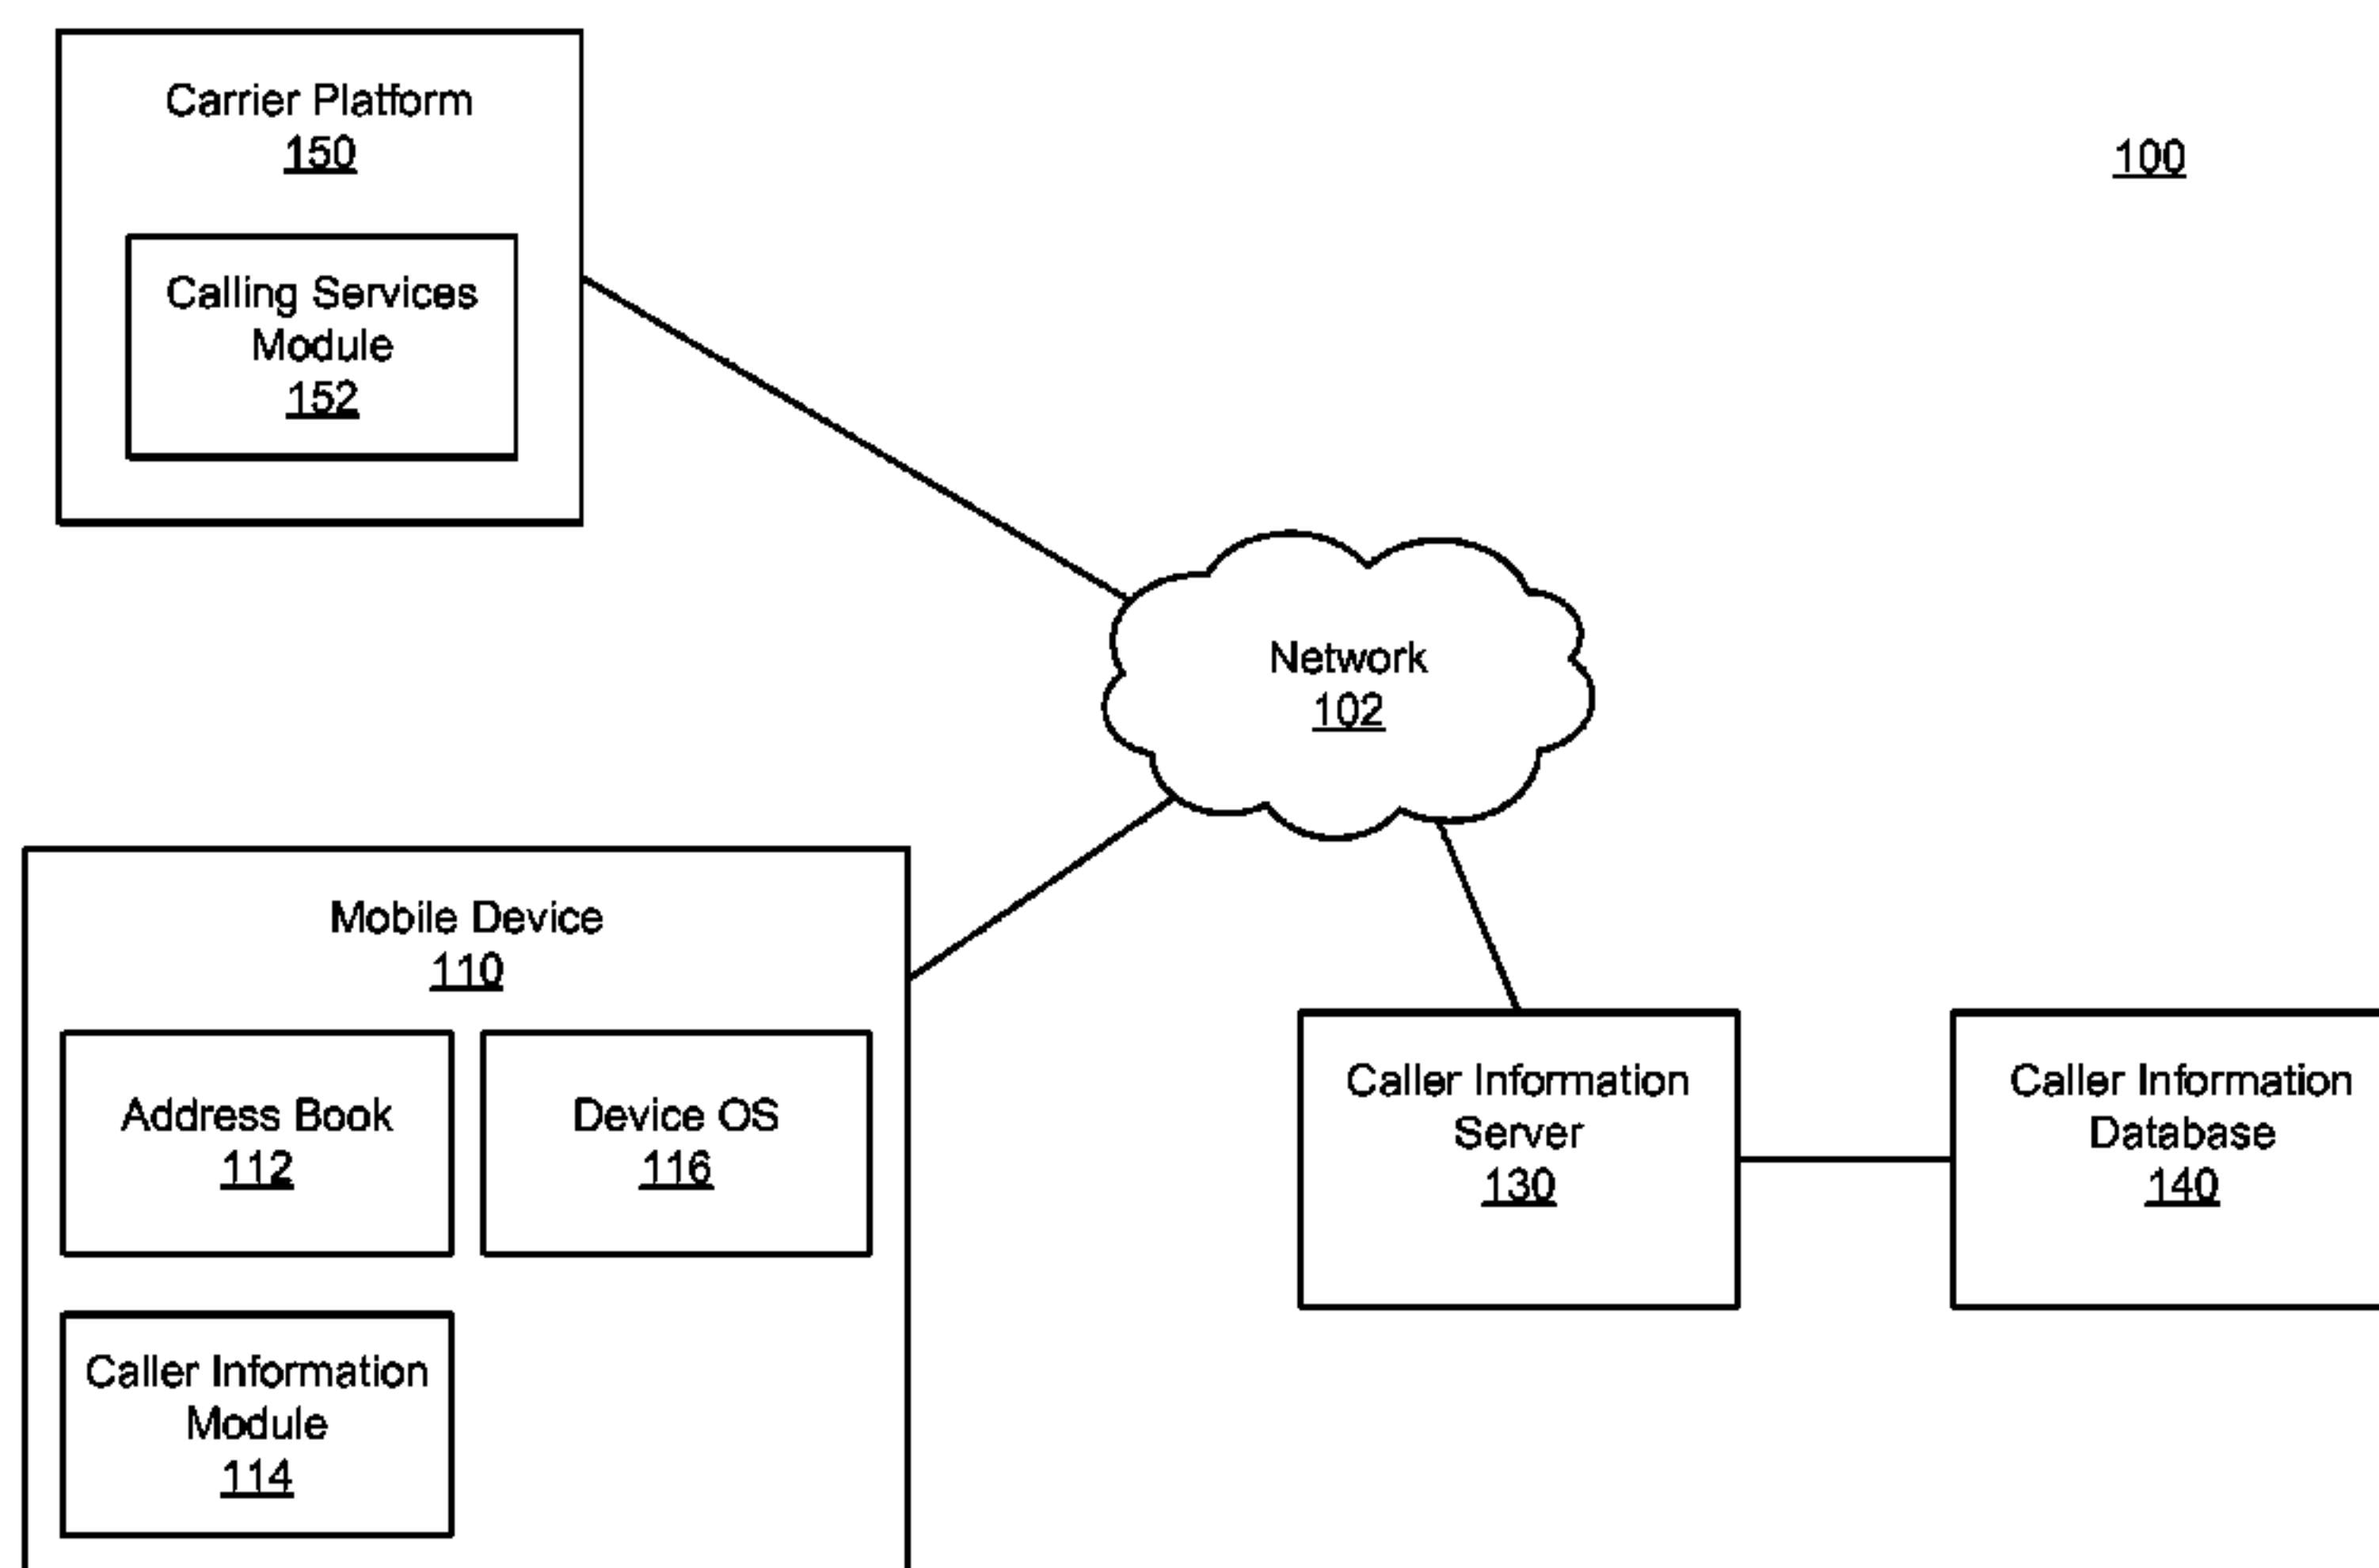 Carrier Platform
150
Calling Services
Module
152
100
Network
102
Mobile Device
110
Address Book
112
Device OS
116
Caller Information
Module
114
Caller Information
Server
130
Caller Information
Database
140